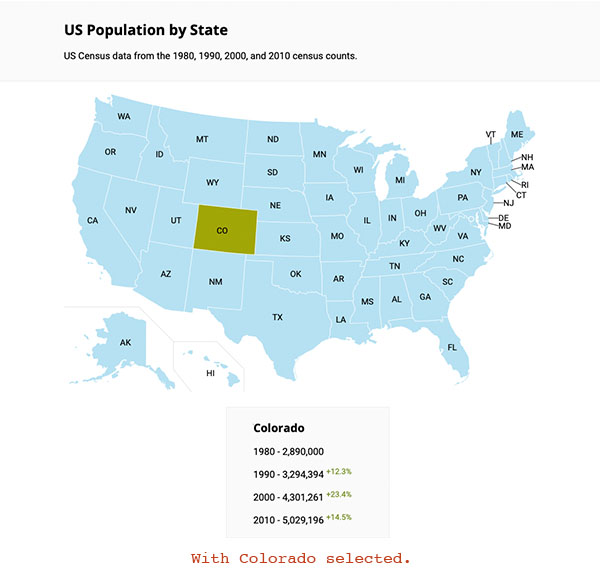 US Population by State
US Census data from the 1980, 1990, 2000, and 2010 census counts.
WA
VT
ME
MT
ND
OR
ID
MN
NH
WI
MA
SD
NY
MI
WY
RI
CT
IA
PA
NE
NJ
NV
OH
CA
UT
IL
IN
DE
CO
MD
WV
KS
MO
VA
KY
NC
TN
AZ
OK
NM
AR
SC
MS
AL
GA
TX
LA
AK
FL
HI
Colorado
1980 - 2,890,000
1990 - 3,294,394 +12.3%
2000 - 4,301,261 +23.4%
2010 - 5,029,196 +14.5%
With Colorado selected.